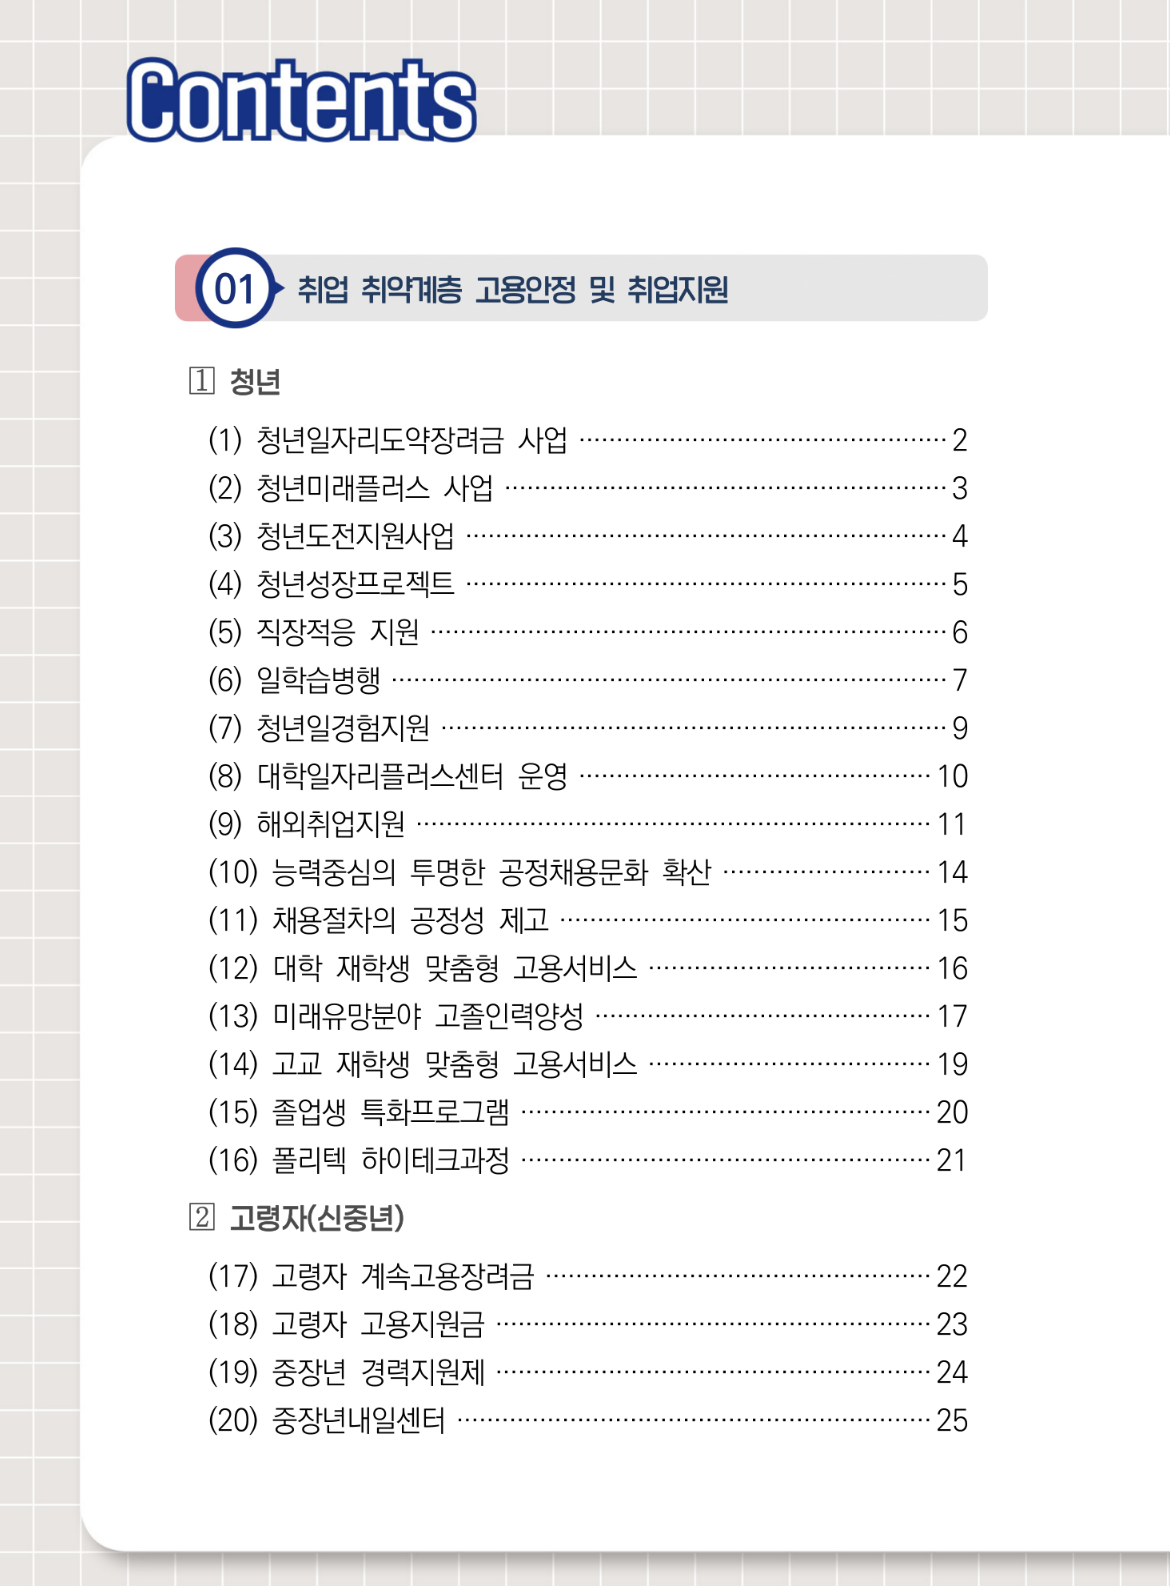 Contents
01 취업 취약계층 고용안정 및 취업지원
1 청년
(1) 청년일자리도약장려금 사업 ································ 2
(2) 청년미래플러스 사업 ································ 3
(3) 청년도전지원사업 ································ 4
(4) 청년성장프로젝트 ································ 5
(5) 직장적응 지원 ································ 6
(6) 일학습병행 ································ 7
(7) 청년일경험지원 ································ 9
(8) 대학일자리플러스센터 운영 ································ 10
(9) 해외취업지원 ································ 11
(10) 능력중심의 투명한 공정채용문화 확산 ································ 14
(11) 채용절차의 공정성 제고 ································ 15
(12) 대학 재학생 맞춤형 고용서비스 ································ 16
(13) 미래유망분야 고졸인력양성 ································ 17
(14) 고교 재학생 맞춤형 고용서비스 ································ 19
(15) 졸업생 특화프로그램 ································ 20
(16) 폴리텍 하이테크과정 ································ 21
2 고령자(신중년)
(17) 고령자 계속고용장려금 ································ 22
(18) 고령자 고용지원금 ································ 23
(19) 중장년 경력지원제 ································ 24
(20) 중장년내일센터 ································ 25